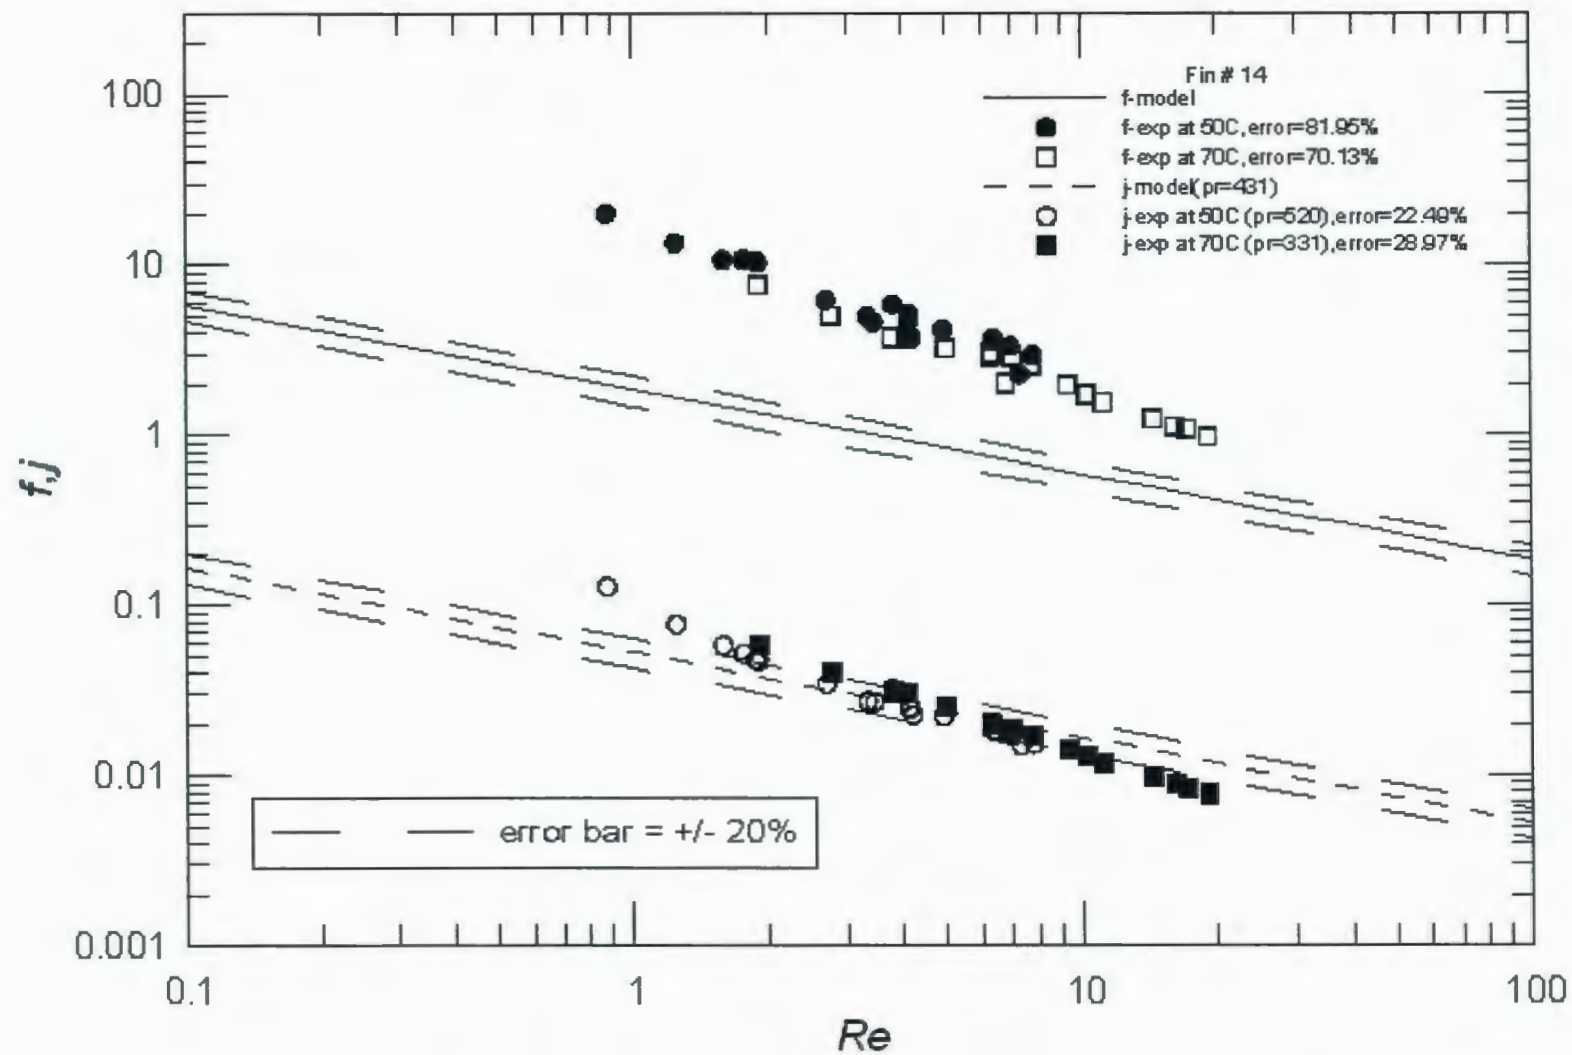 Fin # 14
f-model
f-exp at 50C,error=81.95%
f-exp at 70C,error=70.13%
j-model(pr=431)
j-exp at 50C (pr=520),error=22.49%
j-exp at 70C (pr=331),error=28.97%
100
10
1
0.1
0.01
0.001
f,j
error bar = +/- 20%
0.1
1
10
100
Re